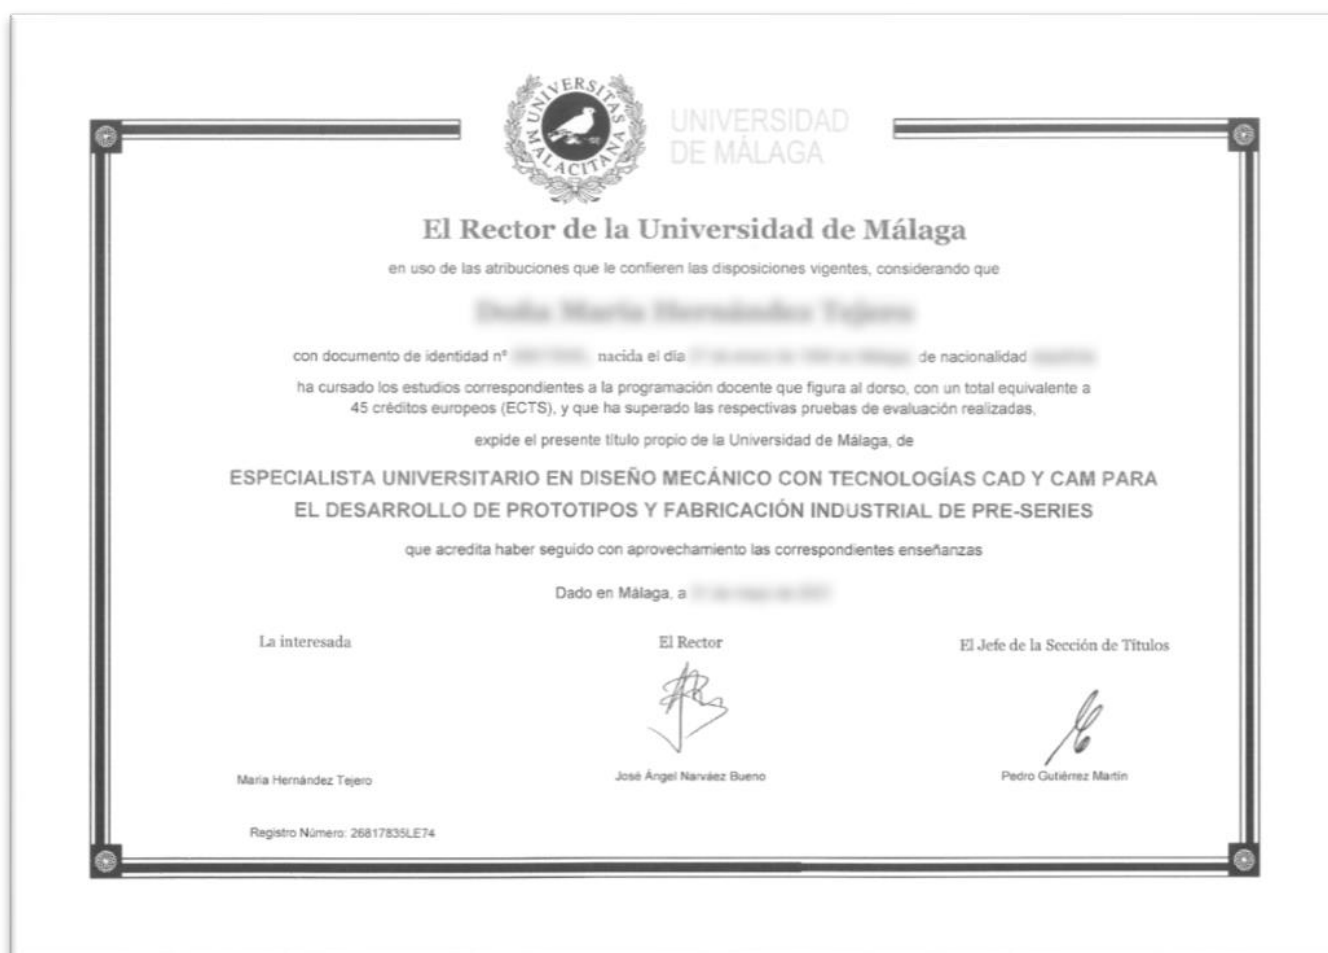 UNIVERSITAS MALACITANA
UNIVERSIDAD
DE MÁLAGA
El Rector de la Universidad de Málaga
en uso de las atribuciones que le confieren las disposiciones vigentes, considerando que
con documento de identidad nº nacida el día de nacionalidad
ha cursado los estudios correspondientes a la programación docente que figura al dorso, con un total equivalente a
45 créditos europeos (ECTS), y que ha superado las respectivas pruebas de evaluación realizadas,
expide el presente título propio de la Universidad de Málaga, de
ESPECIALISTA UNIVERSITARIO EN DISEÑO MECÁNICO CON TECNOLOGÍAS CAD Y CAM PARA
EL DESARROLLO DE PROTOTIPOS Y FABRICACIÓN INDUSTRIAL DE PRE-SERIES
que acredita haber seguido con aprovechamiento las correspondientes enseñanzas
Dado en Málaga, a
La interesada El Rector El Jefe de la Sección de Títulos
María Hernández Tejero José Ángel Narváez Bueno Pedro Gutiérrez Martín
Registro Número: 26817835LE74